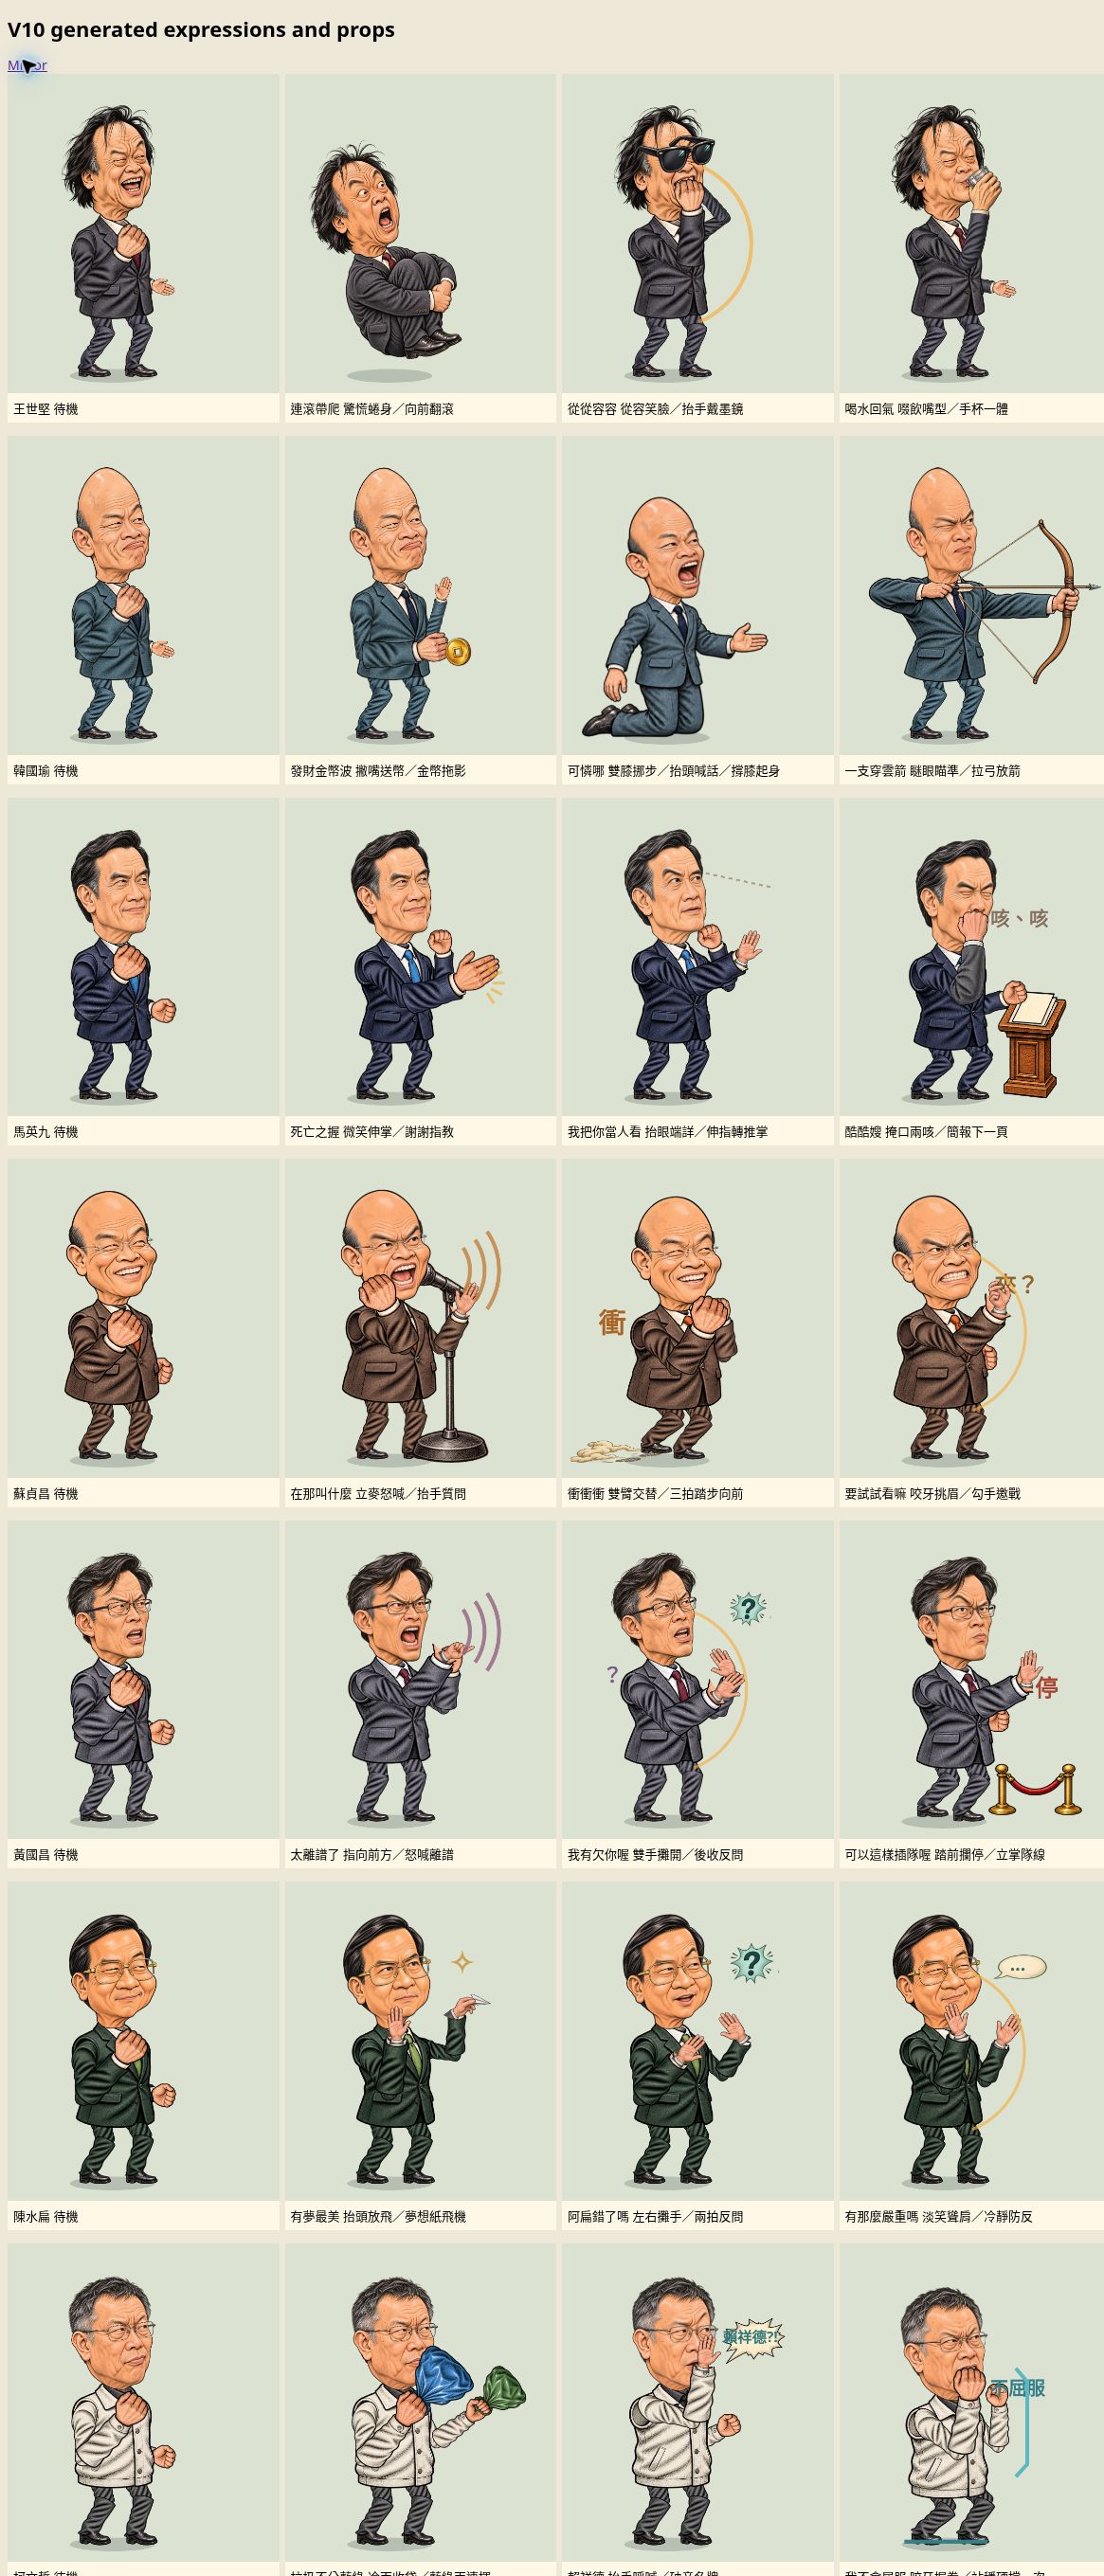 V10 generated expressions and props
王世堅 待機
連滾帶爬 驚慌蜷身／向前翻滾
從從容容 從容笑臉／抬手戴墨鏡
喝水回氣 啜飲嘴型／手杯一體
韓國瑜 待機
發財金幣波 撇嘴送幣／金幣拖影
可憐哪 雙膝挪步／抬頭喊話／撐膝起身
一支穿雲箭 瞇眼瞄準／拉弓放箭
咳、咳
馬英九 待機
死亡之握 微笑伸掌／謝謝指教
我把你當人看 抬眼端詳／伸指轉推掌
酷酷嫂 掩口兩咳／簡報下一頁
衝
來？
蘇貞昌 待機
在那叫什麼 立麥怒喊／抬手質問
衝衝衝 雙臂交替／三拍踏步向前
要試試看嘛 咬牙挑眉／勾手邀戰
?
?
停
黃國昌 待機
太離譜了 指向前方／怒喊離譜
我有欠你喔 雙手攤開／後收反問
可以這樣插隊喔 踏前攔停／立掌隊線
?
...
陳水扁 待機
有夢最美 抬頭放飛／夢想紙飛機
阿扁錯了嗎 左右攤手／兩拍反問
有那麼嚴重嗎 淡笑聳肩／冷靜防反
賴祥德?!
不屈服